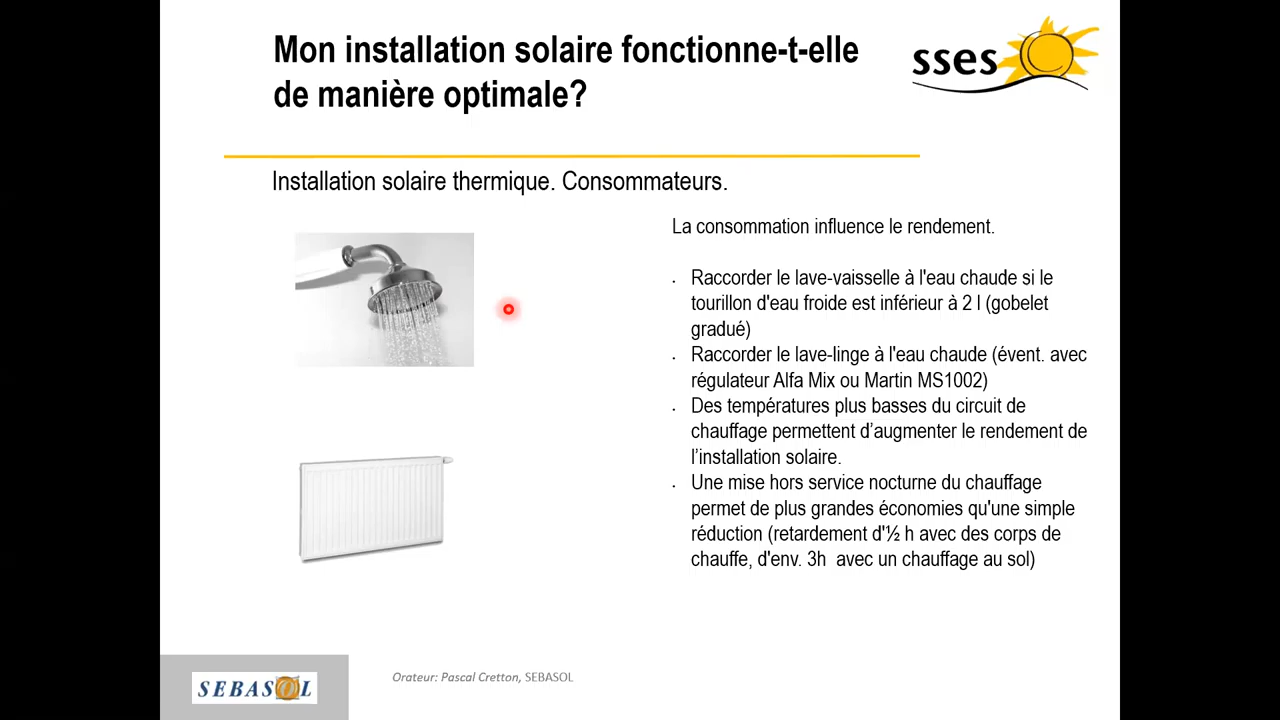 Mon installation solaire fonctionne-t-elle
de manière optimale?
sses
Installation solaire thermique. Consommateurs.
La consommation influence le rendement.
• Raccorder le lave-vaisselle à l'eau chaude si le
tourillon d'eau froide est inférieur à 2 l (gobelet
gradué)
• Raccorder le lave-linge à l'eau chaude (évent. avec
régulateur Alfa Mix ou Martin MS1002)
• Des températures plus basses du circuit de
chauffage permettent d’augmenter le rendement de
l’installation solaire.
• Une mise hors service nocturne du chauffage
permet de plus grandes économies qu'une simple
réduction (retardement d'½ h avec des corps de
chauffe, d'env. 3h  avec un chauffage au sol)
SEBASOL
Orateur: Pascal Cretton, SEBASOL